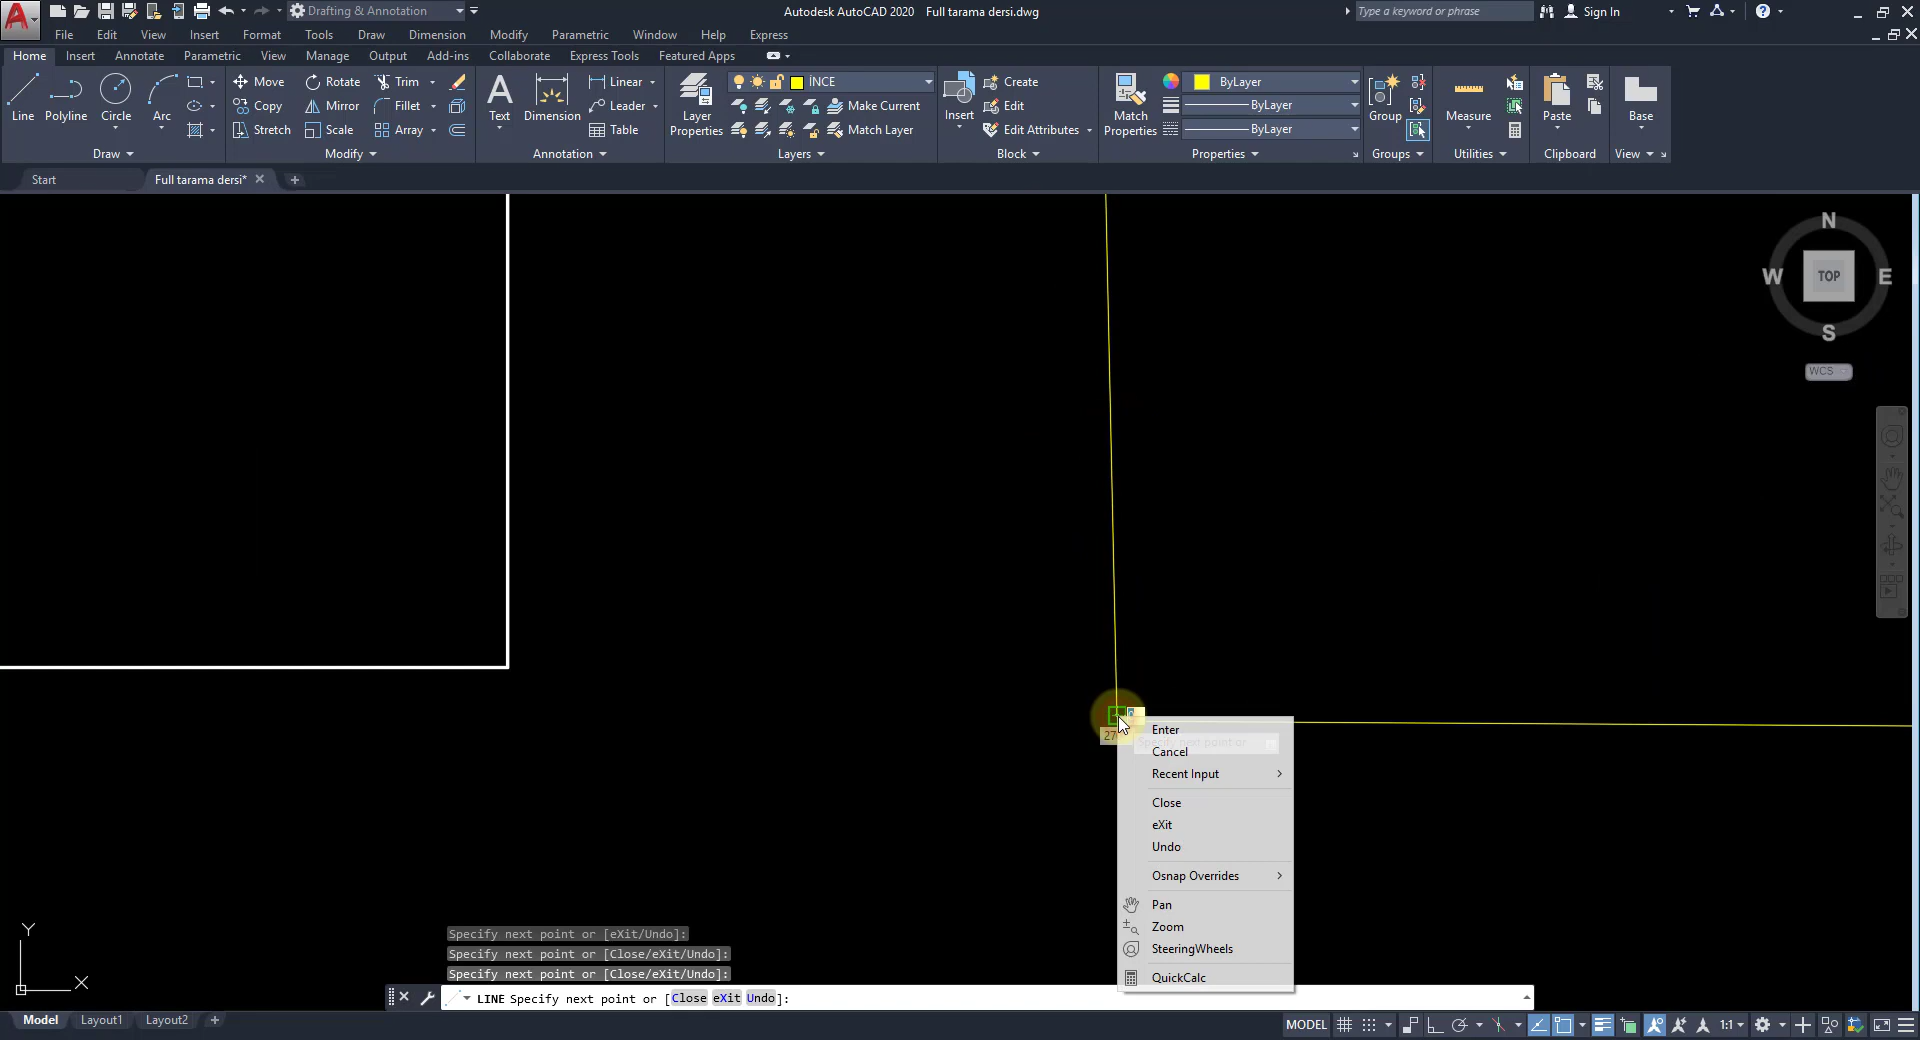 Drafting & Annotation
Autodesk AutoCAD 2020 Full tarama dersi.dwg
Type a keyword or phrase
Sign In
File Edit View Insert Format Tools Draw Dimension Modify Parametric Window Help Express
Home Insert Annotate Parametric View Manage Output Add-ins Collaborate Express Tools Featured Apps
Line Polyline Circle Arc
Move Rotate Trim
Copy Mirror Fillet
Stretch Scale Array
Text Dimension
Linear
Leader
Table
Layer Properties
İNCE
Make Current
Match Layer
Insert
Create
Edit
Edit Attributes
Match Properties
ByLayer
ByLayer
ByLayer
Group
Measure
Paste
Base
Draw Modify Annotation Layers Block Properties Groups Utilities Clipboard View
Start
Full tarama dersi*
N
W TOP E
S
WCS
27
Enter
Cancel
Recent Input
Close
eXit
Undo
Osnap Overrides
Pan
Zoom
SteeringWheels
QuickCalc
Y
X
Specify next point or [eXit/Undo]:
Specify next point or [Close/eXit/Undo]:
Specify next point or [Close/eXit/Undo]:
LINE Specify next point or [Close eXit Undo]:
Model Layout1 Layout2
MODEL
1:1